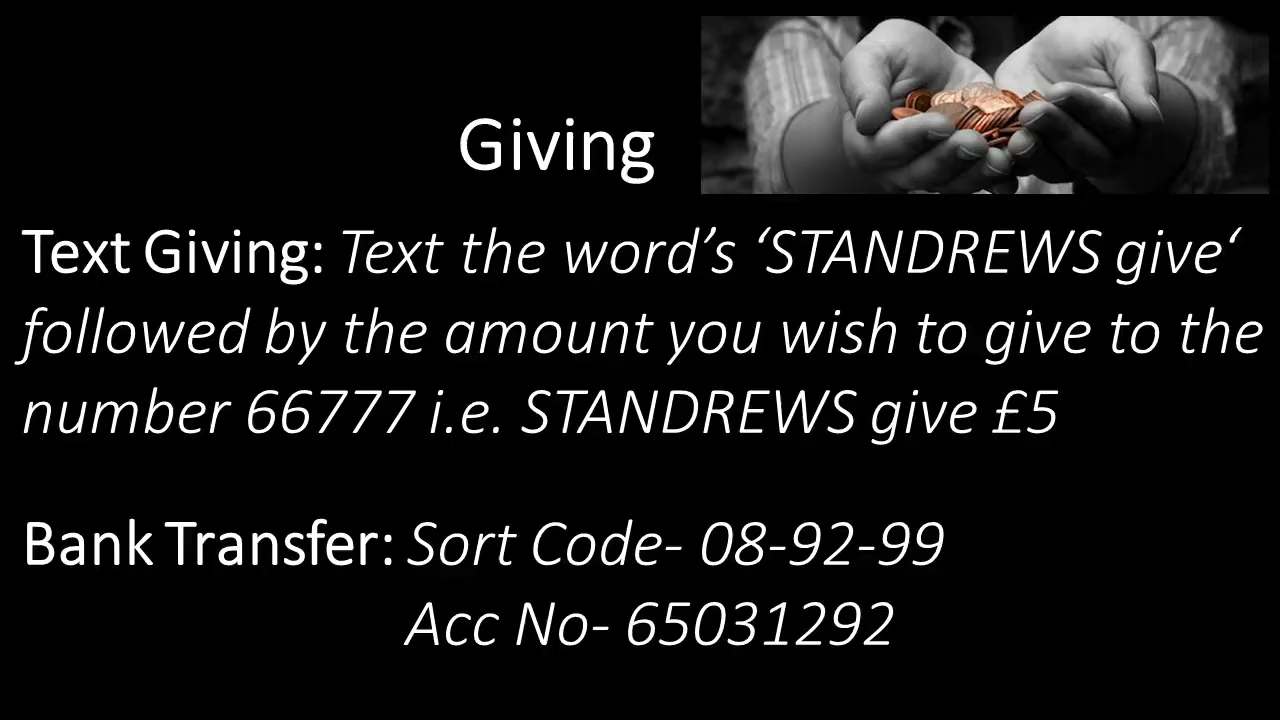 Giving
Text Giving: Text the word’s ‘STANDREWS give‘
followed by the amount you wish to give to the
number 66777 i.e. STANDREWS give £5
Bank Transfer: Sort Code- 08-92-99
Acc No- 65031292